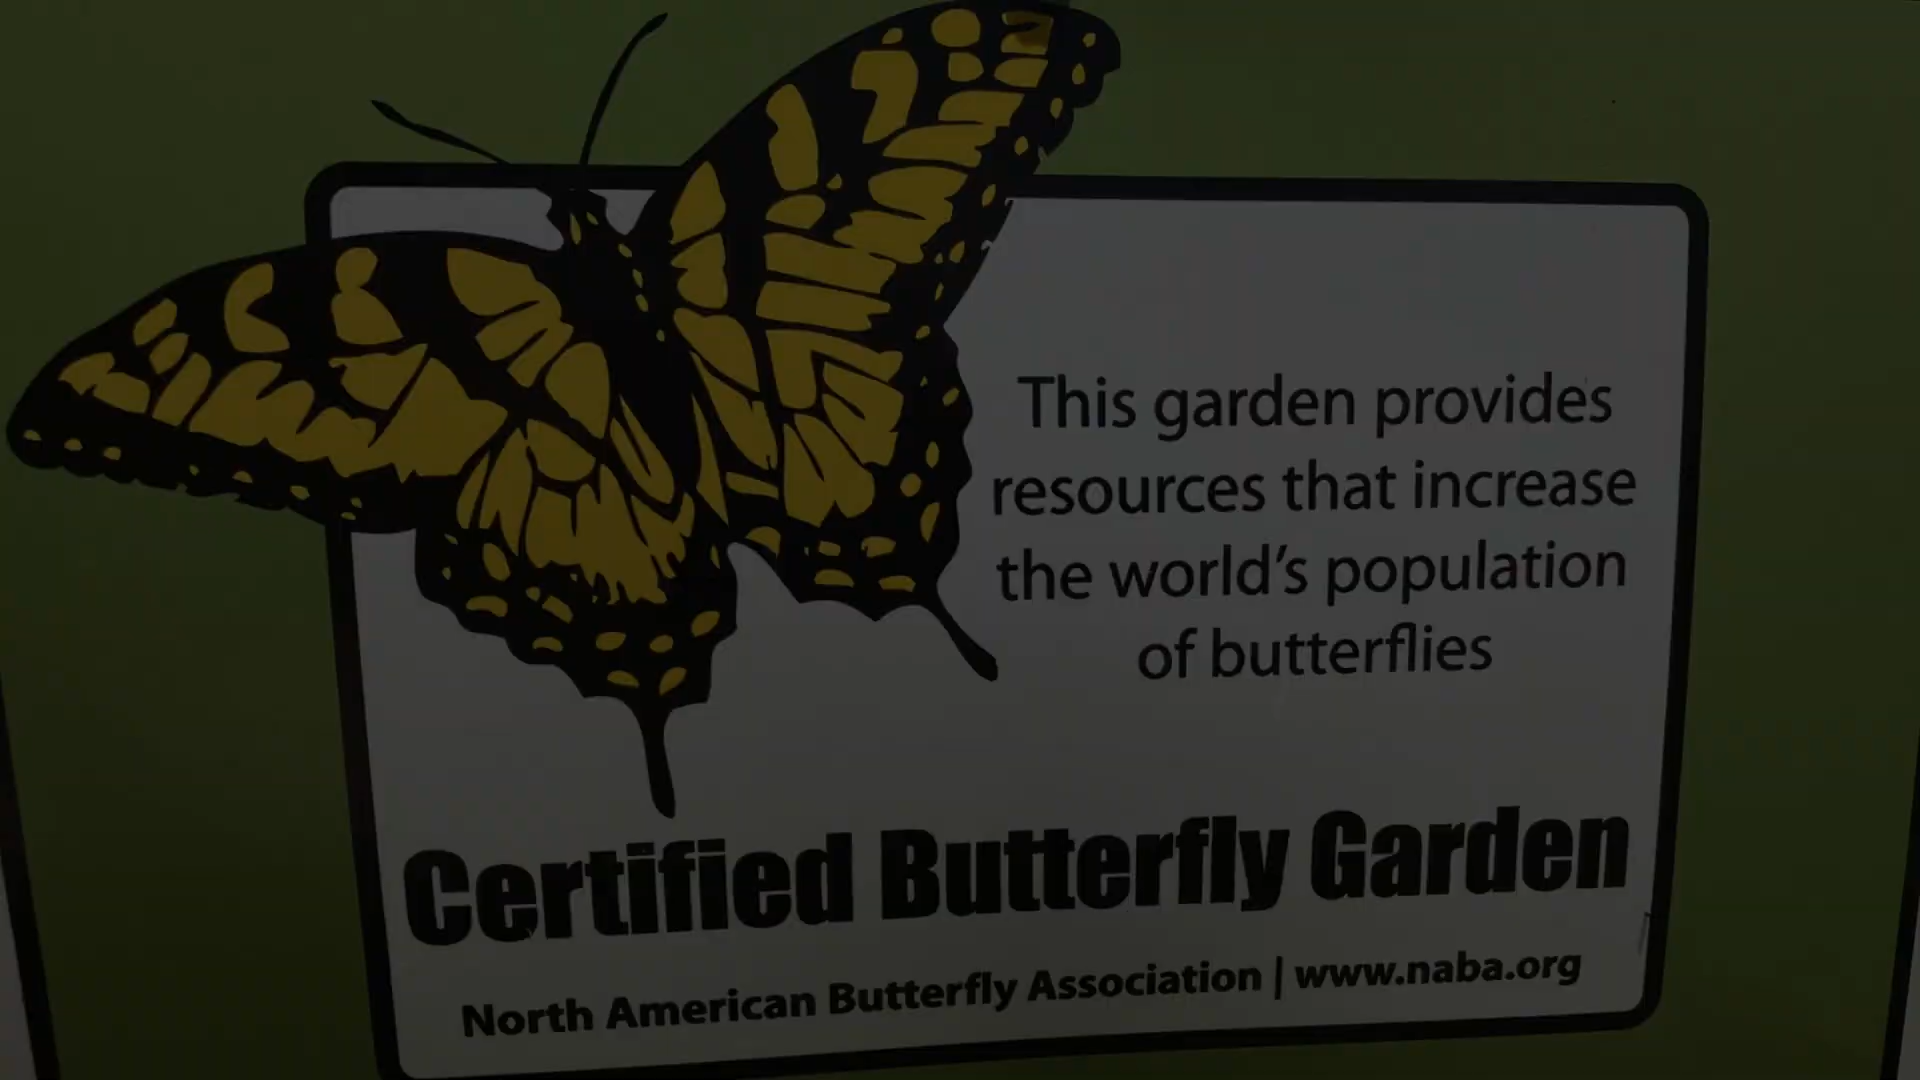 This garden provides
resources that increase
the world's population
of butterflies
Certified Butterfly Garden
North American Butterfly Association | www.naba.org